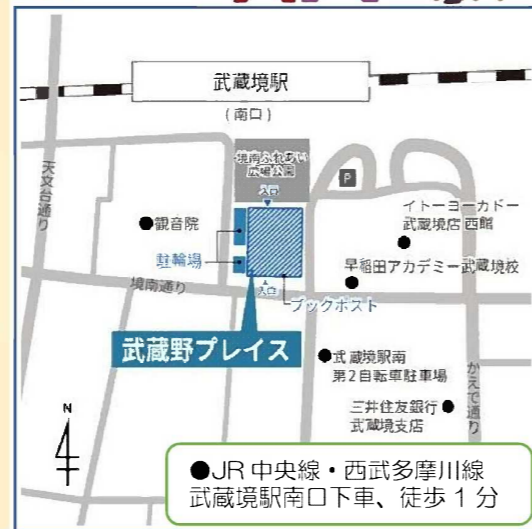 武蔵境駅
(南口)
境南ふれあい
広場公園
入口
P
天文台通り
観音院
イトーヨーカドー
武蔵境店 西館
駐輪場
早稲田アカデミー武蔵境校
境南通り
入口
ブックポスト
武蔵野プレイス
武蔵境駅南
第2自転車駐車場
かえで通り
三井住友銀行
武蔵境支店
N
●JR 中央線・西武多摩川線
武蔵境駅南口下車、徒歩 1 分